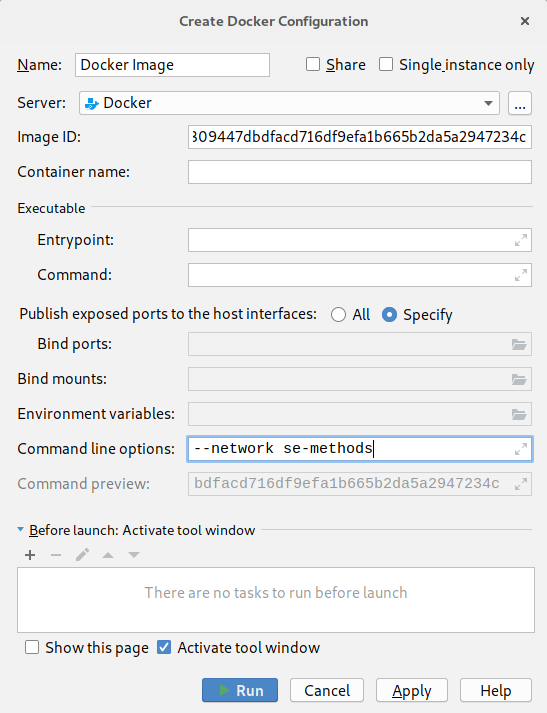 Create Docker Configuration
Name: Docker Image Share Single instance only
Server: Docker ...
Image ID: 309447dbdfacd716df9efa1b665b2da5a2947234c
Container name:
Executable
Entrypoint:
Command:
Publish exposed ports to the host interfaces: All Specify
Bind ports:
Bind mounts:
Environment variables:
Command line options: --network se-methods
Command preview: bdfacd716df9efa1b665b2da5a2947234c
Before launch: Activate tool window
There are no tasks to run before launch
Show this page Activate tool window
Run Cancel Apply Help